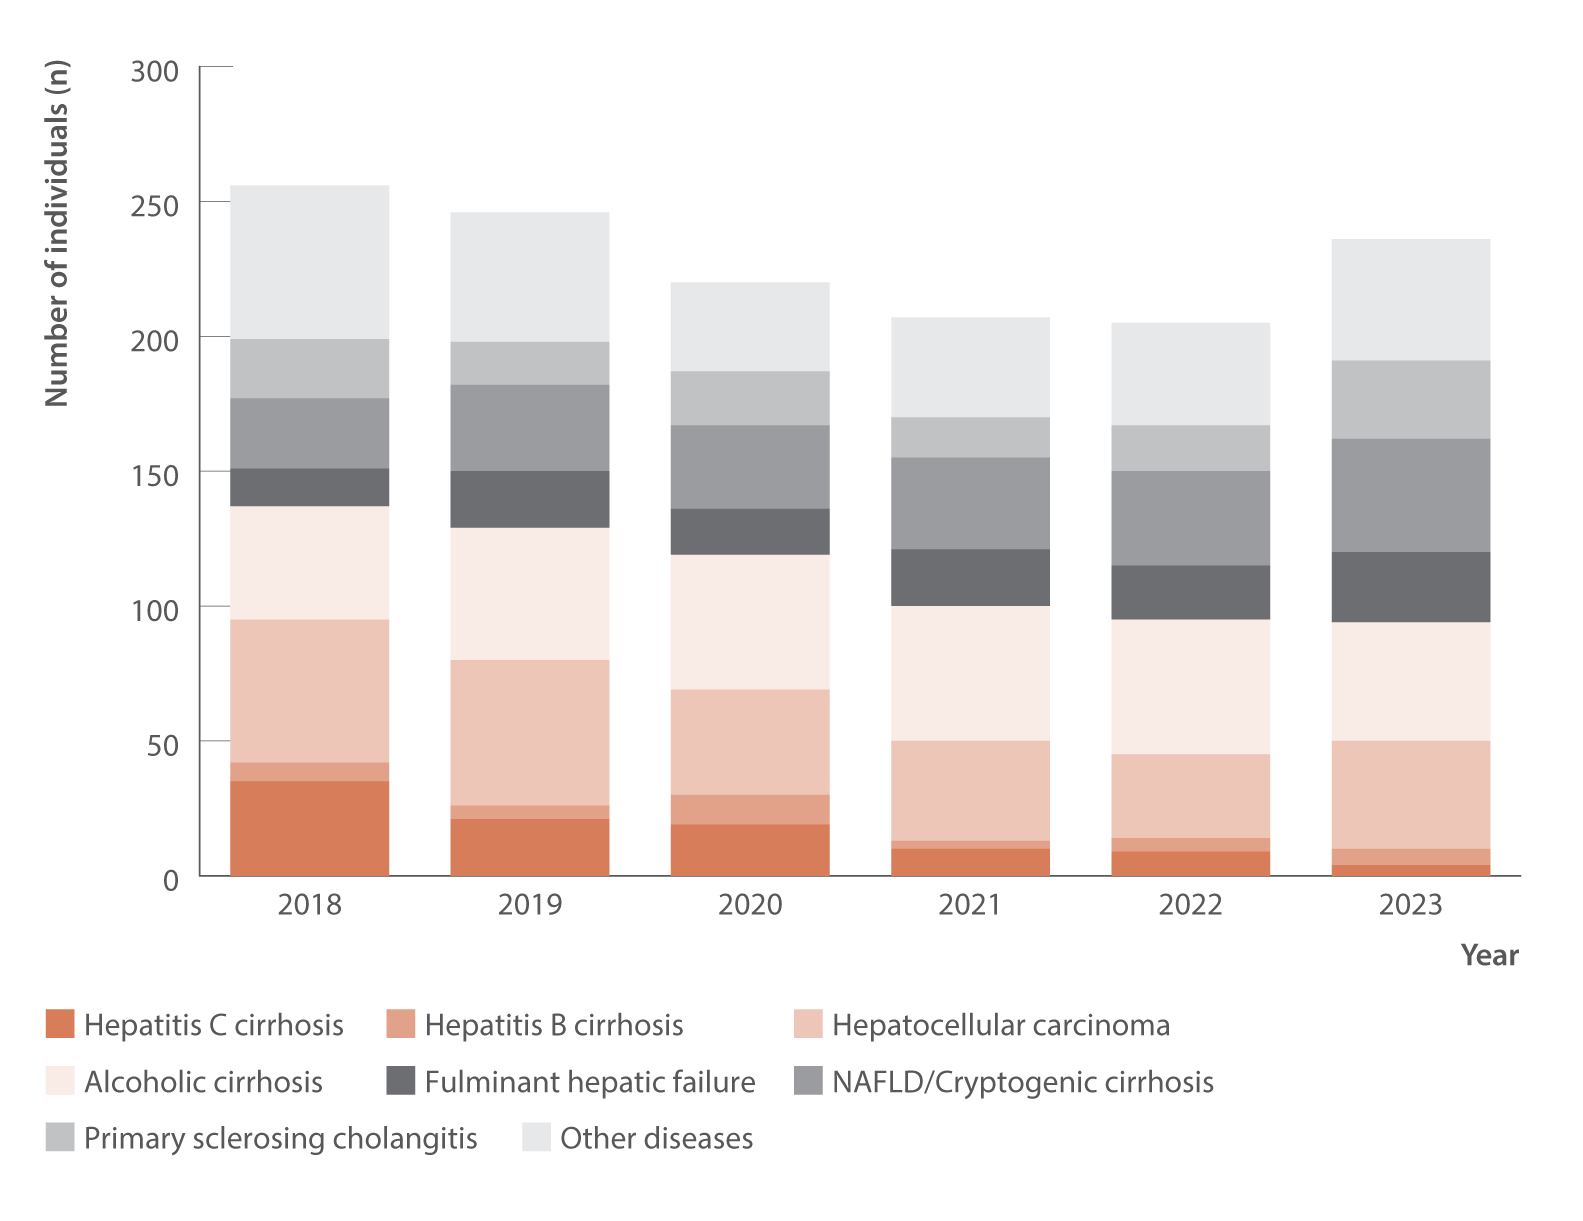 Number of individuals (n)
300
250
200
150
100
50
0
2018 2019 2020 2021 2022 2023
Year
Hepatitis C cirrhosis Hepatitis B cirrhosis Hepatocellular carcinoma
Alcoholic cirrhosis Fulminant hepatic failure NAFLD/Cryptogenic cirrhosis
Primary sclerosing cholangitis Other diseases